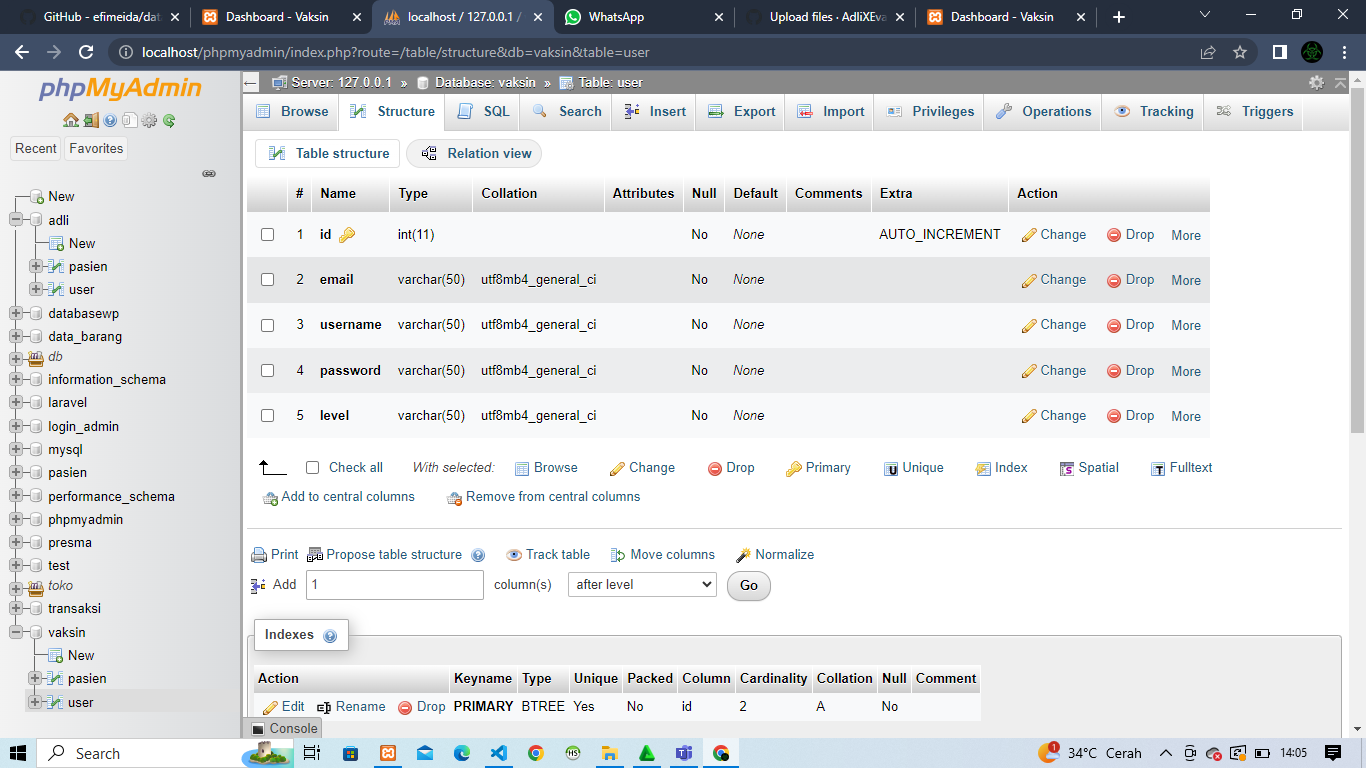 GitHub - efimeida/dat
Dashboard - Vaksin
localhost / 127.0.0.1 /
WhatsApp
Upload files · AdliXEva
Dashboard - Vaksin
localhost/phpmyadmin/index.php?route=/table/structure&db=vaksin&table=user
phpMyAdmin
Recent
Favorites
New
adli
New
pasien
user
databasewp
data_barang
db
information_schema
laravel
login_admin
mysql
pasien
performance_schema
phpmyadmin
presma
test
toko
transaksi
vaksin
New
pasien
user
Server: 127.0.0.1 » Database: vaksin » Table: user
Browse Structure SQL Search Insert Export Import Privileges Operations Tracking Triggers
Table structure Relation view
# Name Type Collation Attributes Null Default Comments Extra Action
1 id int(11) No None AUTO_INCREMENT Change Drop More
2 email varchar(50) utf8mb4_general_ci No None Change Drop More
3 username varchar(50) utf8mb4_general_ci No None Change Drop More
4 password varchar(50) utf8mb4_general_ci No None Change Drop More
5 level varchar(50) utf8mb4_general_ci No None Change Drop More
Check all With selected: Browse Change Drop Primary Unique Index Spatial Fulltext
Add to central columns Remove from central columns
Print Propose table structure Track table Move columns Normalize
Add 1 column(s) after level Go
Indexes
Action Keyname Type Unique Packed Column Cardinality Collation Null Comment
Edit Rename Drop PRIMARY BTREE Yes No id 2 A No
Console
Search
1
34°C Cerah
14:05